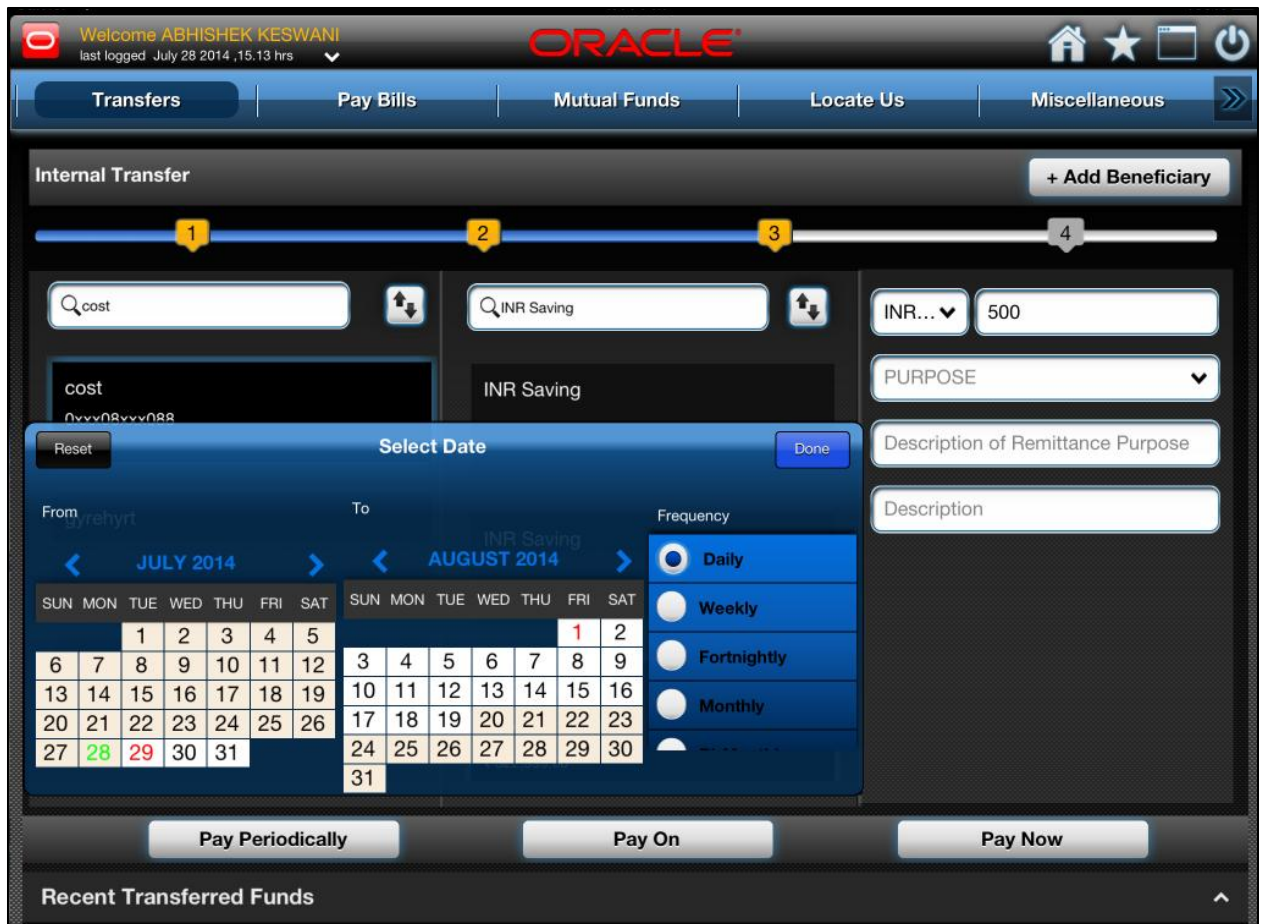 Welcome ABHISHEK KESWANI
last logged July 28 2014 ,15.13 hrs
ORACLE
Transfers Pay Bills Mutual Funds Locate Us Miscellaneous
Internal Transfer + Add Beneficiary
1 2 3 4
cost INR Saving INR... 500
cost INR Saving PURPOSE
0xxx08xxx088
Reset Select Date Done Description of Remittance Purpose
From To Frequency Description
gyrehyrt INR Saving
JULY 2014 AUGUST 2014 Daily
SUN MON TUE WED THU FRI SAT SUN MON TUE WED THU FRI SAT Weekly
1 2 3 4 5 1 2
6 7 8 9 10 11 12 3 4 5 6 7 8 9 Fortnightly
13 14 15 16 17 18 19 10 11 12 13 14 15 16 Monthly
20 21 22 23 24 25 26 17 18 19 20 21 22 23
27 28 29 30 31 24 25 26 27 28 29 30
31
Pay Periodically Pay On Pay Now
Recent Transferred Funds